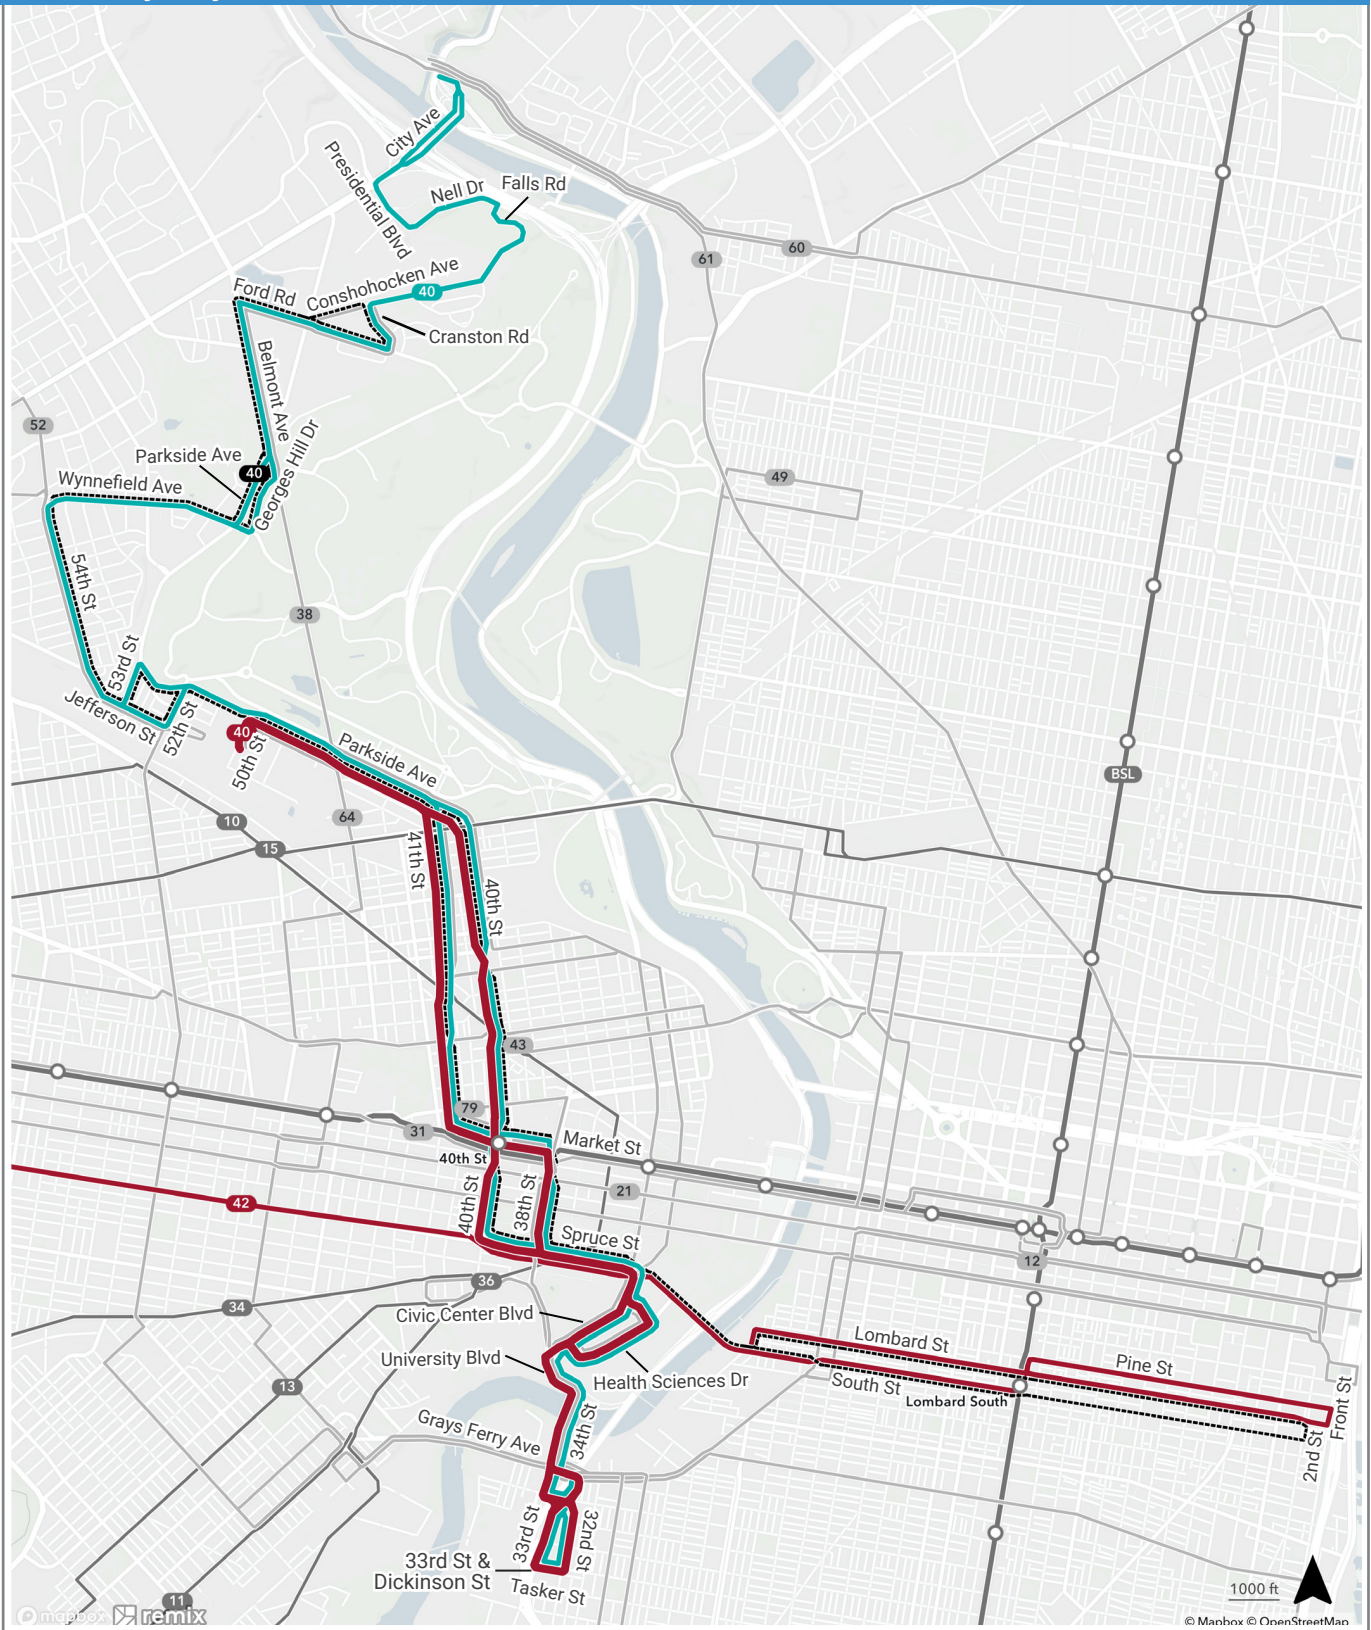 City Ave
Presidential Blvd
Nell Dr
Falls Rd
60
61
Ford Rd
Conshohocken Ave
40
Cranston Rd
Belmont Ave
52
Parkside Ave
40
Georges Hill Dr
Wynnefield Ave
49
54th St
38
53rd St
Jefferson St
52th St
40
50th St
Parkside Ave
BSL
64
10
15
41th St
40th St
43
79
31
Market St
40th St
21
42
40th St
38th St
Spruce St
12
36
34
Civic Center Blvd
Lombard St
Pine St
University Blvd
Health Sciences Dr
South St
Lombard South
13
Front St
34th St
Grays Ferry Ave
2nd St
33rd St
32nd St
33rd St &
Dickinson St
Tasker St
11
1000 ft
mapbox
remix
© Mapbox © OpenStreetMap